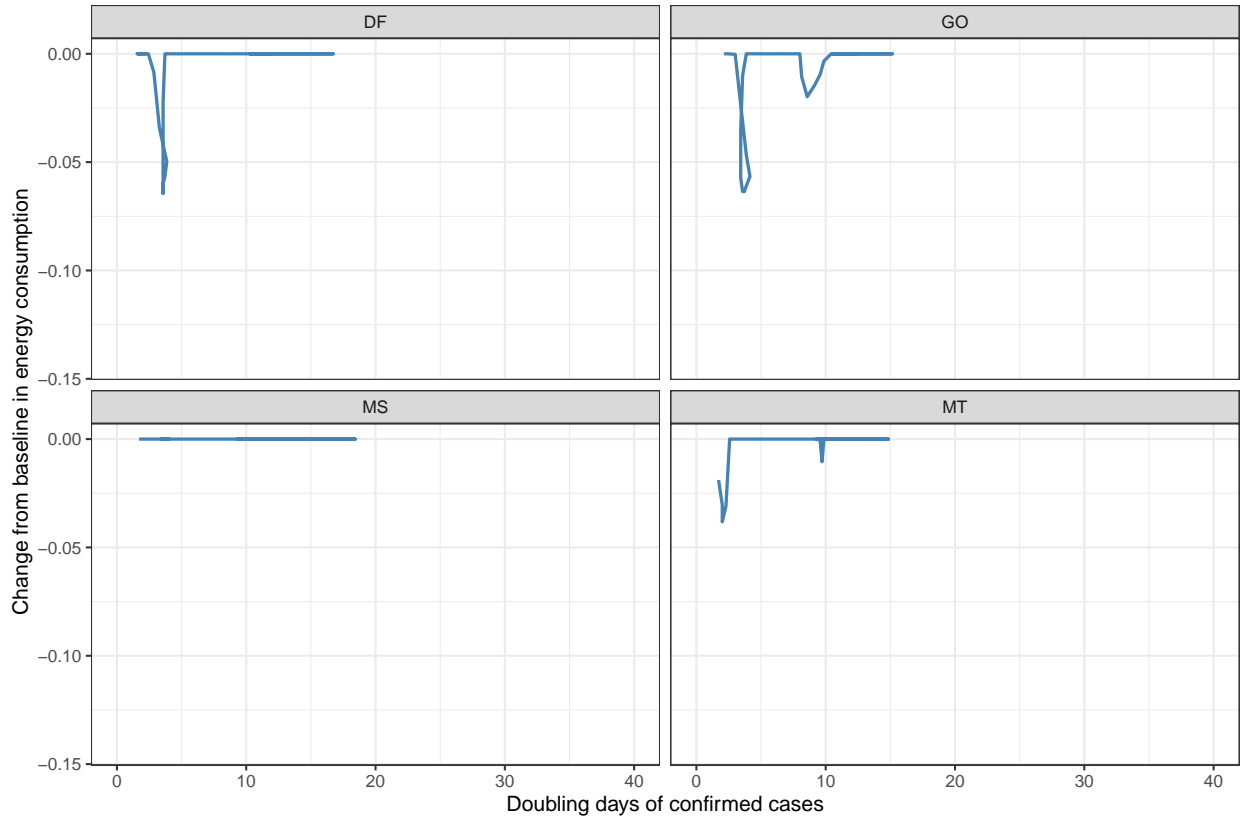 DF
GO
0.00
−0.05
−0.10
−0.15
MS
MT
0.00
−0.05
−0.10
−0.15
0 10 20 30 40
0 10 20 30 40
Change from baseline in energy consumption
Doubling days of confirmed cases